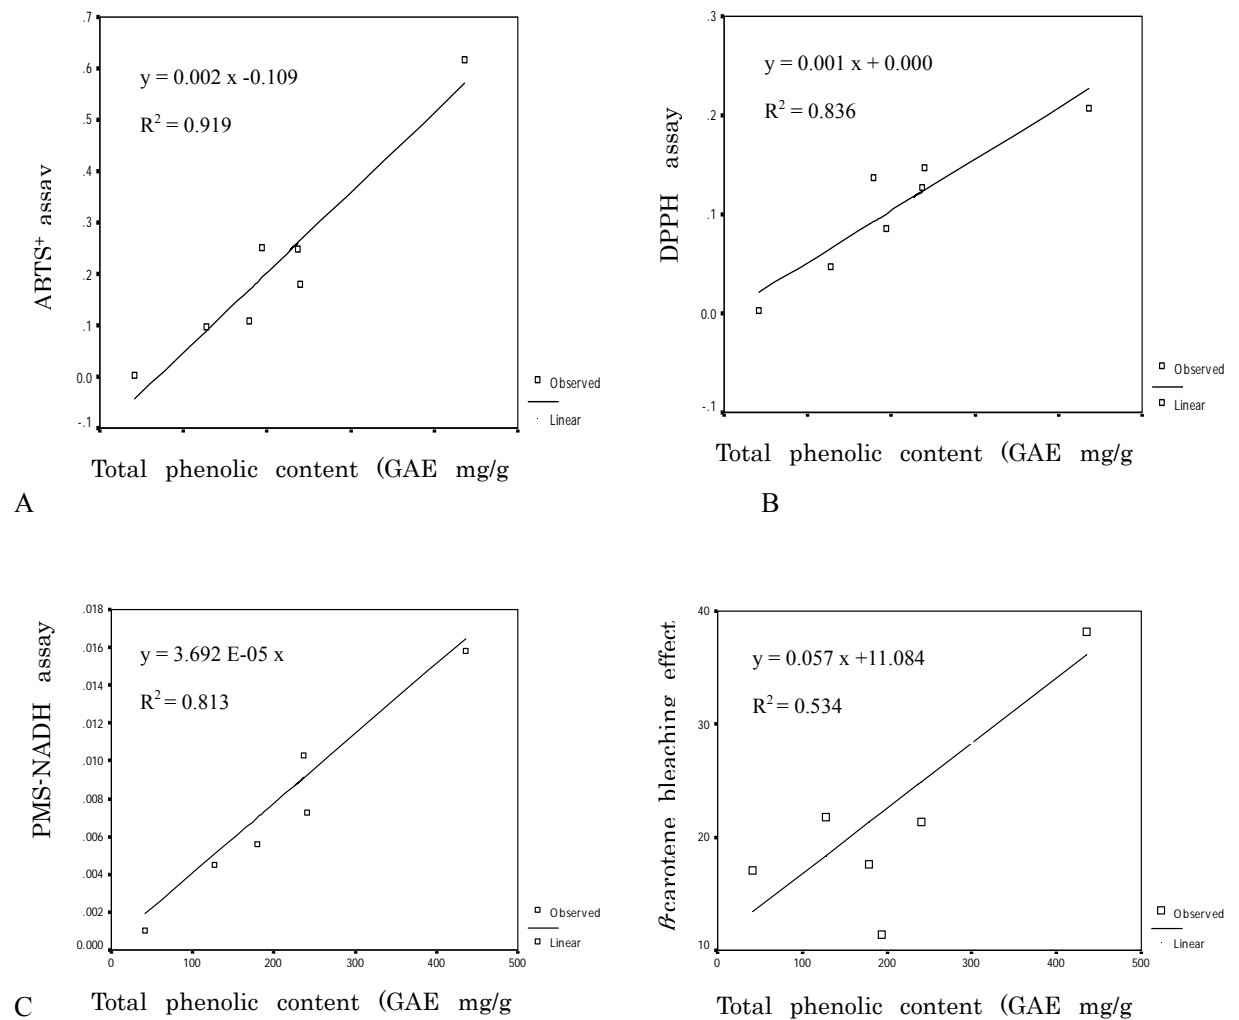 .7
.6
.5
.4
.3
.2
.1
0.0
-.1
ABTS+ assay
y = 0.002 x -0.109
R2 = 0.919
Observed
Linear
Total phenolic content (GAE mg/g
A
.3
.2
.1
0.0
-.1
DPPH assay
y = 0.001 x + 0.000
R2 = 0.836
Observed
Linear
Total phenolic content (GAE mg/g
B
.018
.016
.014
.012
.010
.008
.006
.004
.002
0.000
PMS-NADH assay
y = 3.692 E-05 x
R2 = 0.813
0 100 200 300 400 500
Observed
Linear
Total phenolic content (GAE mg/g
C
40
30
20
10
β-carotene bleaching effect
y = 0.057 x +11.084
R2 = 0.534
0 100 200 300 400 500
Observed
Linear
Total phenolic content (GAE mg/g